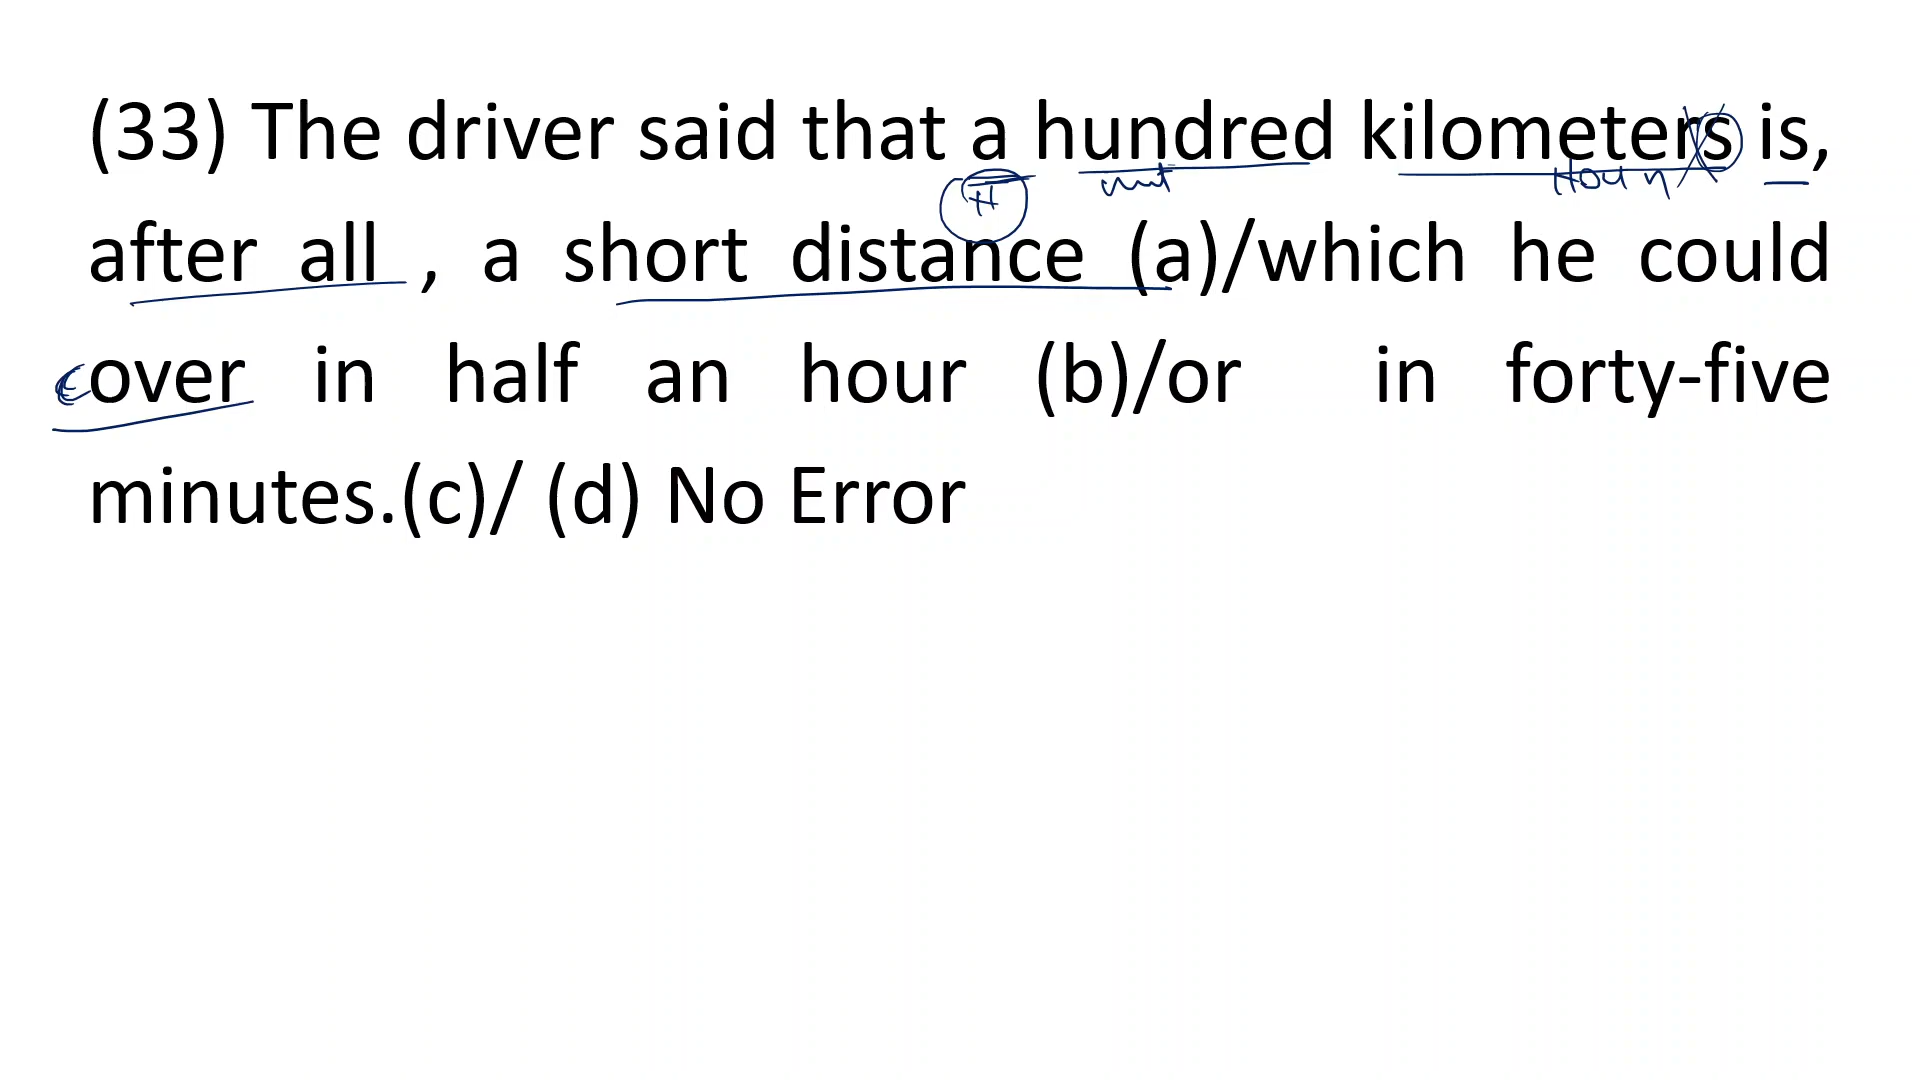 (33) The driver said that a hundred kilometers is,
after all , a short distance (a)/which he could
cover in half an hour (b)/or in forty-five
minutes.(c)/ (d) No Error